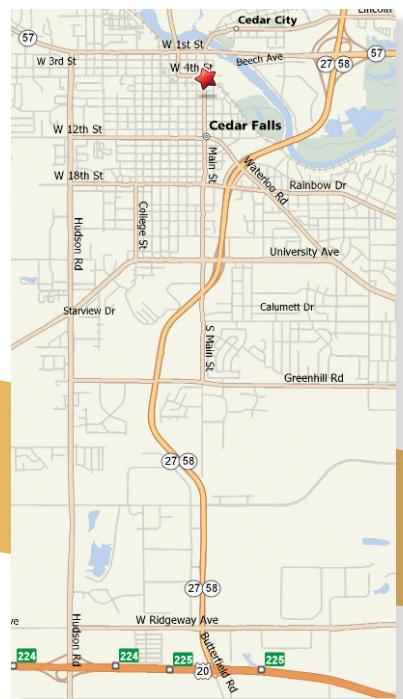 Lincoln
Cedar City
57
W 1st St
W 3rd St
Beech Ave
57
27 58
W 4th St
Cedar Falls
W 12th St
Main St
Waterloo Rd
W 18th St
Rainbow Dr
College St
Hudson Rd
University Ave
Starview Dr
Calumett Dr
S Main St
Greenhill Rd
27 58
27 58
W Ridgeway Ave
Hudson Rd
Butterfield Rd
224
224
225
225
20